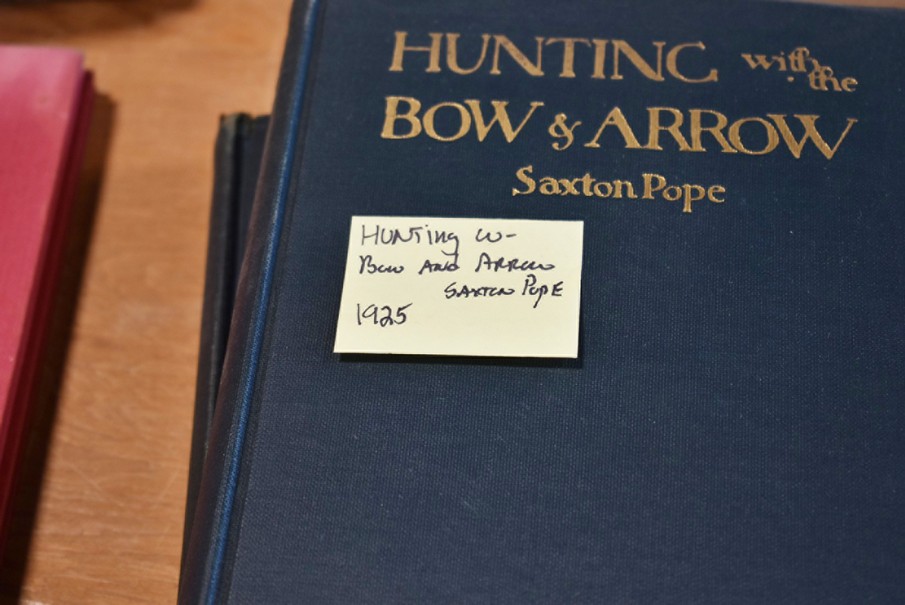 HUNTING with the
BOW & ARROW
Saxton Pope
HUNTing W-
BOW AND ARROW
SAXTON POPE
1925